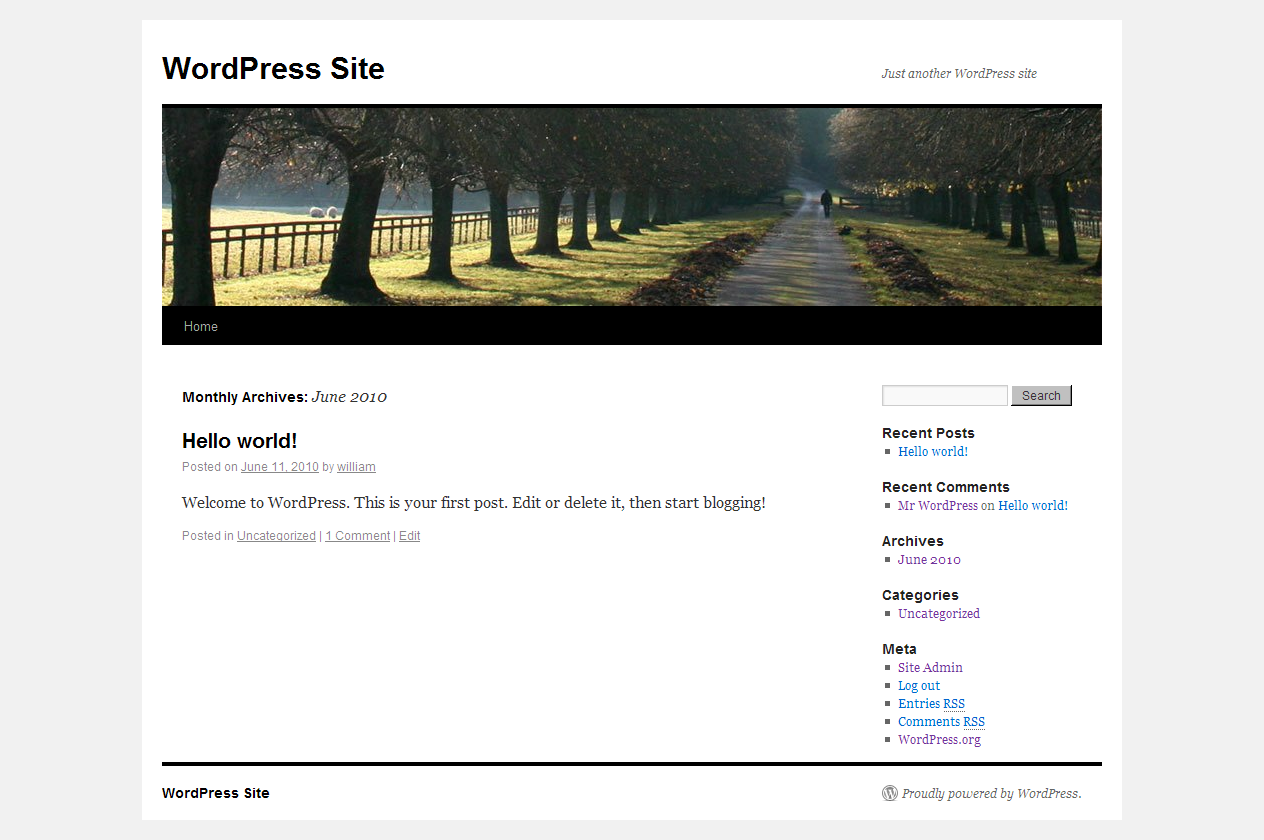 WordPress Site
Just another WordPress site
Home
Monthly Archives: June 2010
Hello world!
Posted on June 11, 2010 by william
Welcome to WordPress. This is your first post. Edit or delete it, then start blogging!
Posted in Uncategorized | 1 Comment | Edit
Search
Recent Posts
Hello world!
Recent Comments
Mr WordPress on Hello world!
Archives
June 2010
Categories
Uncategorized
Meta
Site Admin
Log out
Entries RSS
Comments RSS
WordPress.org
WordPress Site
Proudly powered by WordPress.